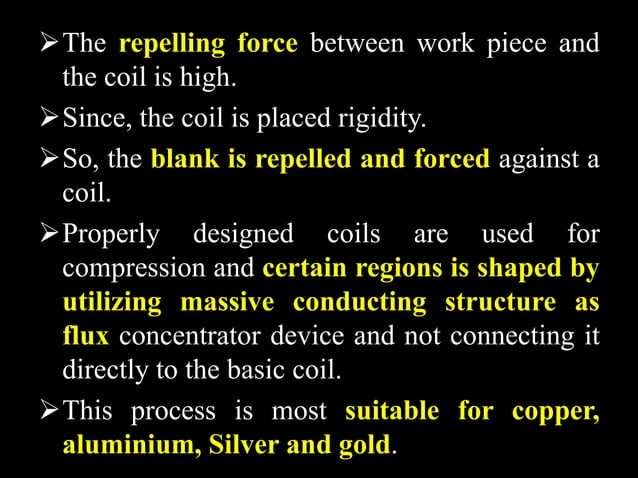 ➢The repelling force between work piece and
the coil is high.
➢Since, the coil is placed rigidity.
➢So, the blank is repelled and forced against a
coil.
➢Properly designed coils are used for
compression and certain regions is shaped by
utilizing massive conducting structure as
flux concentrator device and not connecting it
directly to the basic coil.
➢This process is most suitable for copper,
aluminium, Silver and gold.